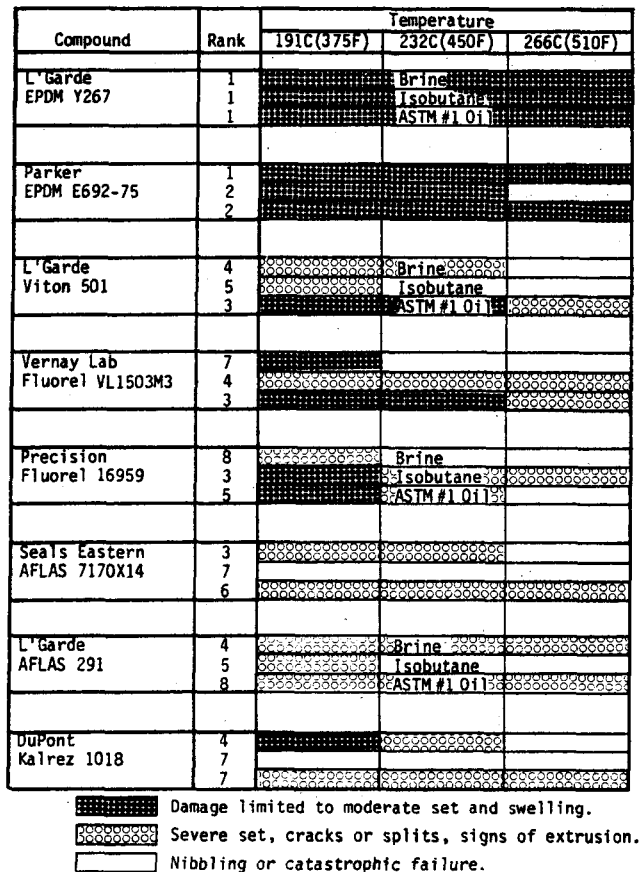 Temperature
Compound Rank 191C(375F) 232C(450F) 266C(510F)
L'Garde 1 Brine
EPDM Y267 1 Isobutane
1 ASTM #1 Oil
Parker 1
EPDM E692-75 2
2
L'Garde 4 Brine
Viton 501 5 Isobutane
3 ASTM #1 Oil
Vernay Lab 7
Fluorel VL1503M3 4
3
Precision 8 Brine
Fluorel 16959 3 Isobutane
5 ASTM #1 Oil
Seals Eastern 3
AFLAS 7170X14 7
6
L'Garde 4 Brine
AFLAS 291 5 Isobutane
8 ASTM #1 Oil
DuPont 4
Kalrez 1018 7
7
Damage limited to moderate set and swelling.
Severe set, cracks or splits, signs of extrusion.
Nibbling or catastrophic failure.